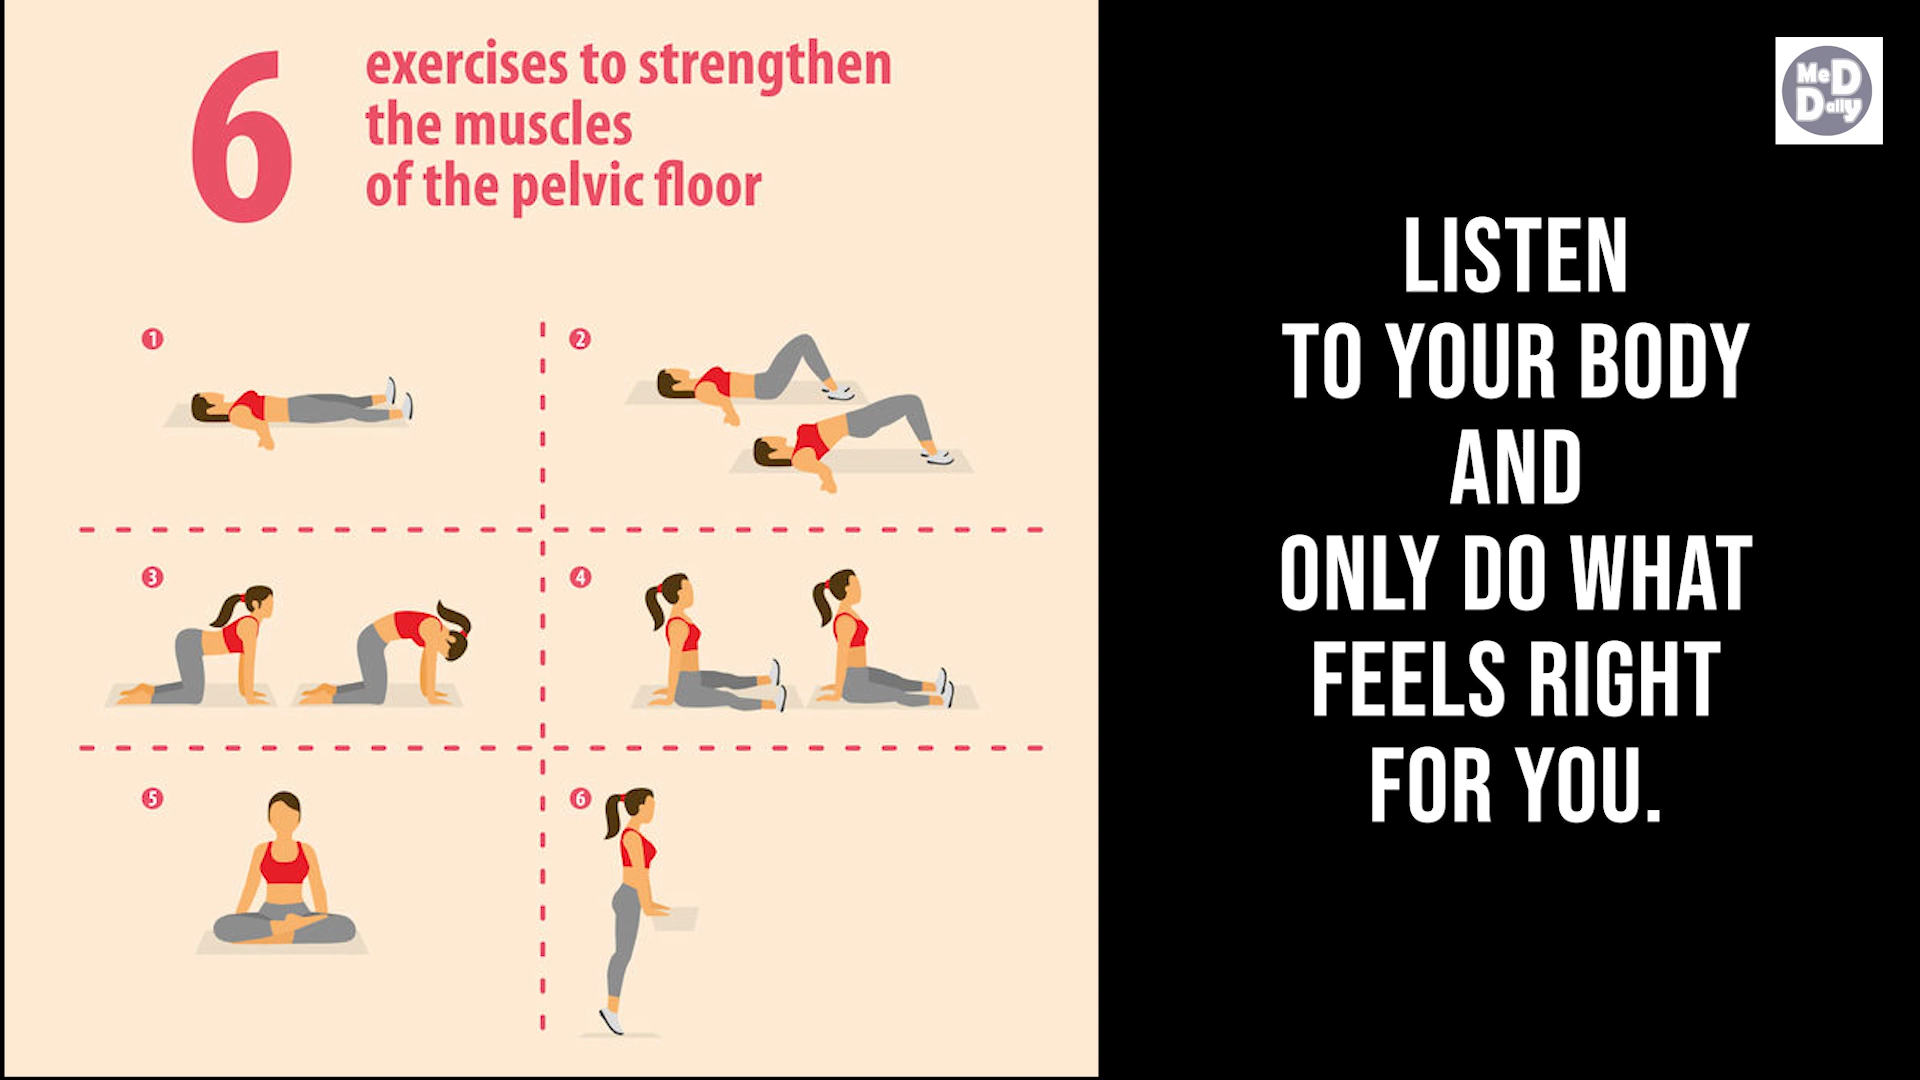 6
exercises to strengthen
the muscles
of the pelvic floor
1
2
3
4
5
6
MeD
Daily
LISTEN
TO YOUR BODY
AND
ONLY DO WHAT
FEELS RIGHT
FOR YOU.